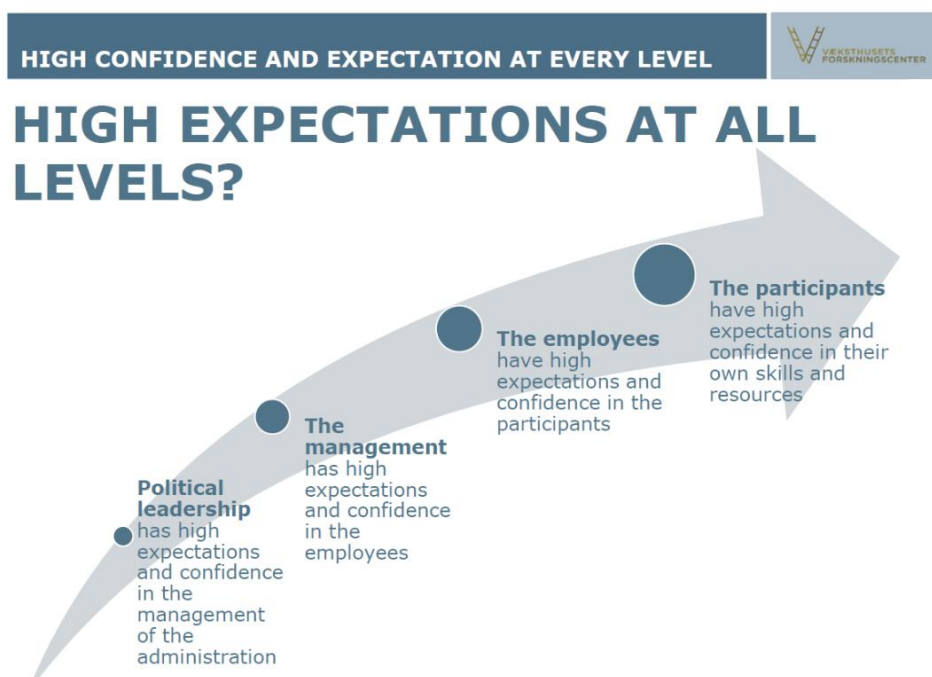 HIGH CONFIDENCE AND EXPECTATION AT EVERY LEVEL
VÆKSTHUSETS
FORSKNINGSCENTER
HIGH EXPECTATIONS AT ALL
LEVELS?
Political
leadership
has high
expectations
and confidence
in the
management
of the
administration
The
management
has high
expectations
and confidence
in the
employees
The employees
have high
expectations and
confidence in the
participants
The participants
have high
expectations and
confidence in their
own skills and
resources